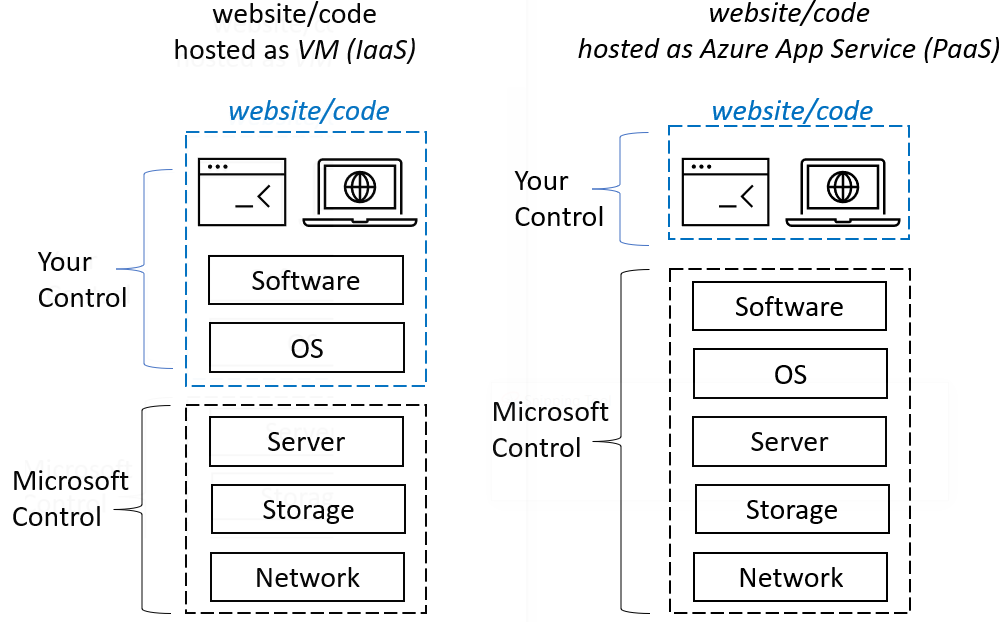 website/code
hosted as VM (IaaS)
website/code
Your
Control
Software
OS
Microsoft
Control
Server
Storage
Network
website/code
hosted as Azure App Service (PaaS)
website/code
Your
Control
Microsoft
Control
Software
OS
Server
Storage
Network